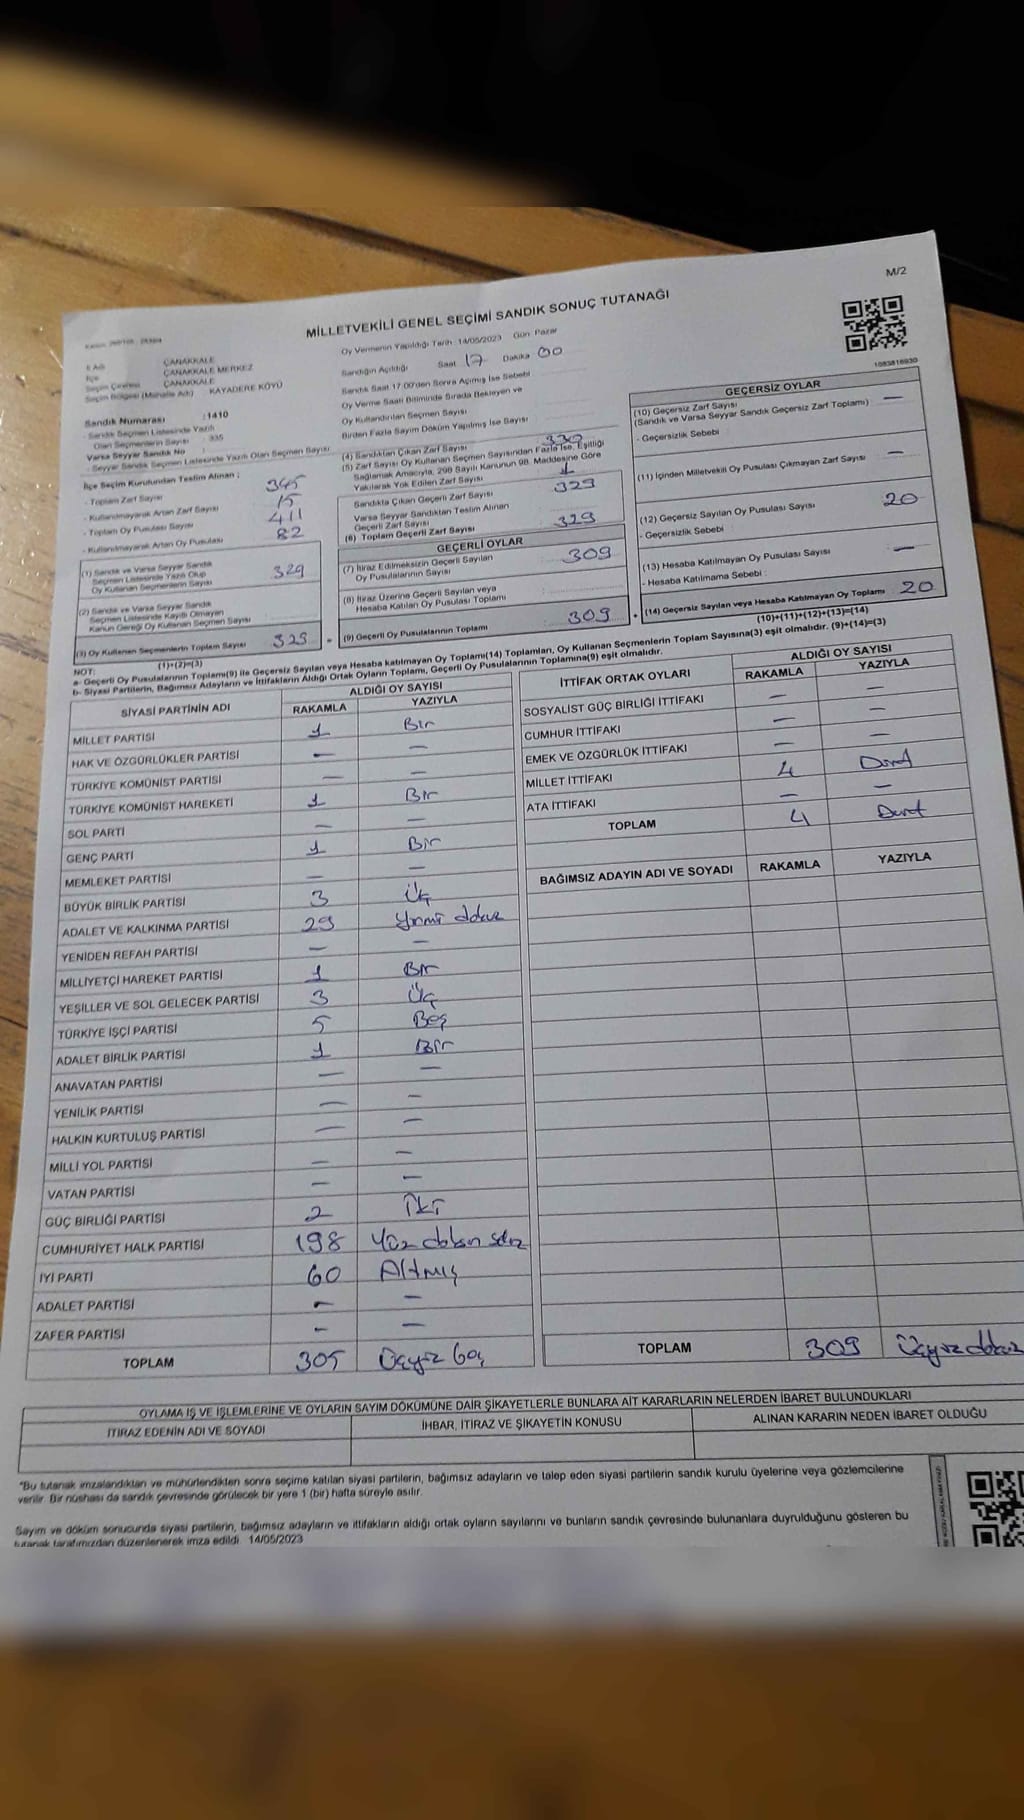 M/2
MİLLETVEKİLİ GENEL SEÇİMİ SANDIK SONUÇ TUTANAĞI
1083816930
İl Adı ÇANAKKALE
İlçe ÇANAKKALE MERKEZ
Seçim Çevresi ÇANAKKALE
Seçim Bölgesi (Mahalle Adı) : KAYADERE KÖYÜ
Sandık Numarası :1410
- Sandık Seçmen Listesinde Yazılı
Olan Seçmenlerin Sayısı : 335
Varsa Seyyar Sandık No
- Seyyar Sandık Seçmen Listesinde Yazılı Olan Seçmen Sayısı
İlçe Seçim Kurulundan Teslim Alınan ;
- Toplam Zarf Sayısı 345
- Kullanılmayarak Artan Zarf Sayısı 15
- Toplam Oy Pusulası Sayısı 411
- Kullanılmayarak Artan Oy Pusulası 82
(1) Sandık ve Varsa Seyyar Sandık
Seçmen Listesinde Yazılı Olup
Oy Kullanan Seçmenlerin Sayısı 329
(2) Sandık ve Varsa Seyyar Sandık
Seçmen Listesinde Kayıtlı Olmayan
Kanun Gereği Oy Kullanan Seçmen Sayısı
(3) Oy Kullanan Seçmenlerin Toplam Sayısı 329
(1)+(2)=(3)
Oy Vermenin Yapıldığı Tarih :14/05/2023 Gün: Pazar
Sandığın Açıldığı Saat 17 Dakika 00
Sandık Saat 17:00'den Sonra Açılmış İse Sebebi
Oy Verme Saati Bitiminde Sırada Bekleyen ve
Oy Kullandırılan Seçmen Sayısı
Birden Fazla Sayım Döküm Yapılmış İse Sayısı
(4) Sandıktan Çıkan Zarf Sayısı 330
(5) Zarf Sayısı Oy Kullanan Seçmen Sayısından Fazla İse, Eşitliği
Sağlamak Amacıyla, 298 Sayılı Kanunun 98. Maddesine Göre
Yakılarak Yok Edilen Zarf Sayısı 1
Sandıkta Çıkan Geçerli Zarf Sayısı 329
Varsa Seyyar Sandıktan Teslim Alınan
Geçerli Zarf Sayısı
(6) Toplam Geçerli Zarf Sayısı 329
GEÇERLİ OYLAR
(7) İtiraz Edilmeksizin Geçerli Sayılan
Oy Pusulalarının Sayısı 309
(8) İtiraz Üzerine Geçerli Sayılan veya
Hesaba Katılan Oy Pusulası Toplamı
(9) Geçerli Oy Pusulalarının Toplamı 309
GEÇERSİZ OYLAR
(10) Geçersiz Zarf Sayısı —
(Sandık ve Varsa Seyyar Sandık Geçersiz Zarf Toplamı)
- Geçersizlik Sebebi
(11) İçinden Milletvekili Oy Pusulası Çıkmayan Zarf Sayısı —
(12) Geçersiz Sayılan Oy Pusulası Sayısı 20
- Geçersizlik Sebebi
(13) Hesaba Katılmayan Oy Pusulası Sayısı —
- Hesaba Katılmama Sebebi :
(14) Geçersiz Sayılan veya Hesaba Katılmayan Oy Toplamı 20
(10)+(11)+(12)+(13)=(14)
NOT:
a- Geçerli Oy Pusulalarının Toplamı(9) ile Geçersiz Sayılan veya Hesaba katılmayan Oy Toplamı(14) Toplamları, Oy Kullanan Seçmenlerin Toplam Sayısına(3) eşit olmalıdır. (9)+(14)=(3)
b- Siyasi Partilerin, Bağımsız Adayların ve İttifakların Aldığı Oy Ortak Oyların Toplamı, Geçerli Oy Pusulalarının Toplamına(9) eşit olmalıdır.
SİYASİ PARTİNİN ADI ALDIĞI OY SAYISI
RAKAMLA YAZIYLA
MİLLET PARTİSİ 1 Bir
HAK VE ÖZGÜRLÜKLER PARTİSİ — —
TÜRKİYE KOMÜNİST PARTİSİ — —
TÜRKİYE KOMÜNİST HAREKETİ 1 Bir
SOL PARTİ — —
GENÇ PARTİ 1 Bir
MEMLEKET PARTİSİ — —
BÜYÜK BİRLİK PARTİSİ 3 Üç
ADALET VE KALKINMA PARTİSİ 29 Yirmi dokuz
YENİDEN REFAH PARTİSİ — —
MİLLİYETÇİ HAREKET PARTİSİ 1 Bir
YEŞİLLER VE SOL GELECEK PARTİSİ 3 Üç
TÜRKİYE İŞÇİ PARTİSİ 5 Beş
ADALET BİRLİK PARTİSİ 1 Bir
ANAVATAN PARTİSİ — —
YENİLİK PARTİSİ — —
HALKIN KURTULUŞ PARTİSİ — —
MİLLİ YOL PARTİSİ — —
VATAN PARTİSİ — —
GÜÇ BİRLİĞİ PARTİSİ 2 İki
CUMHURİYET HALK PARTİSİ 198 Yüz doksan sekiz
İYİ PARTİ 60 Altmış
ADALET PARTİSİ — —
ZAFER PARTİSİ — —
TOPLAM 305 Üçyüz beş
İTTİFAK ORTAK OYLARI ALDIĞI OY SAYISI
RAKAMLA YAZIYLA
SOSYALİST GÜÇ BİRLİĞİ İTTİFAKI — —
CUMHUR İTTİFAKI — —
EMEK VE ÖZGÜRLÜK İTTİFAKI — —
MİLLET İTTİFAKI 4 Dört
ATA İTTİFAKI — —
TOPLAM 4 Dört
BAĞIMSIZ ADAYIN ADI VE SOYADI RAKAMLA YAZIYLA
TOPLAM 309 Üçyüz dokuz
OYLAMA İŞ VE İŞLEMLERİNE VE OYLARIN SAYIM DÖKÜMÜNE DAİR ŞİKAYETLERLE BUNLARA AİT KARARLARIN NELERDEN İBARET BULUNDUKLARI
İTİRAZ EDENİN ADI VE SOYADI İHBAR, İTİRAZ VE ŞİKAYETİN KONUSU ALINAN KARARIN NEDEN İBARET OLDUĞU
*Bu tutanak imzalandıktan ve mühürlendikten sonra seçime katılan siyasi partilerin, bağımsız adayların ve talep eden siyasi partilerin sandık kurulu üyelerine veya gözlemcilerine
verilir. Bir nüshası da sandık çevresinde görülecek bir yere 1 (bir) hafta süreyle asılır.
Sayım ve döküm sonucunda siyasi partilerin, bağımsız adayların ve ittifakların aldığı ortak oyların sayılarını ve bunların sandık çevresinde bulunanlara duyrulduğunu gösteren bu
tutanak tarafımızdan düzenlenerek imza edildi. 14/05/2023